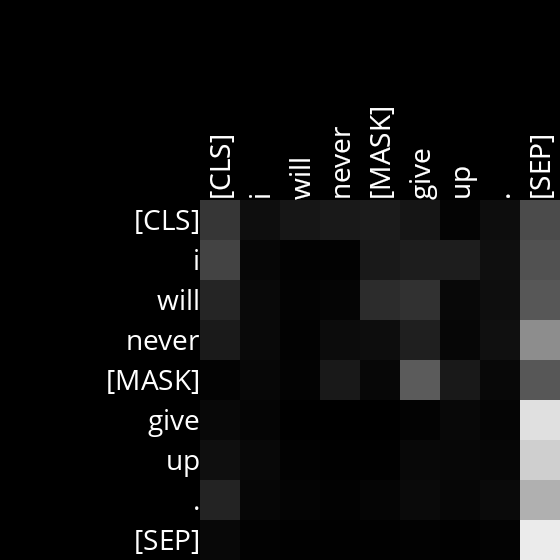 [CLS] i will never [MASK] give up . [SEP]
[CLS]
i
will
never
[MASK]
give
up
.
[SEP]